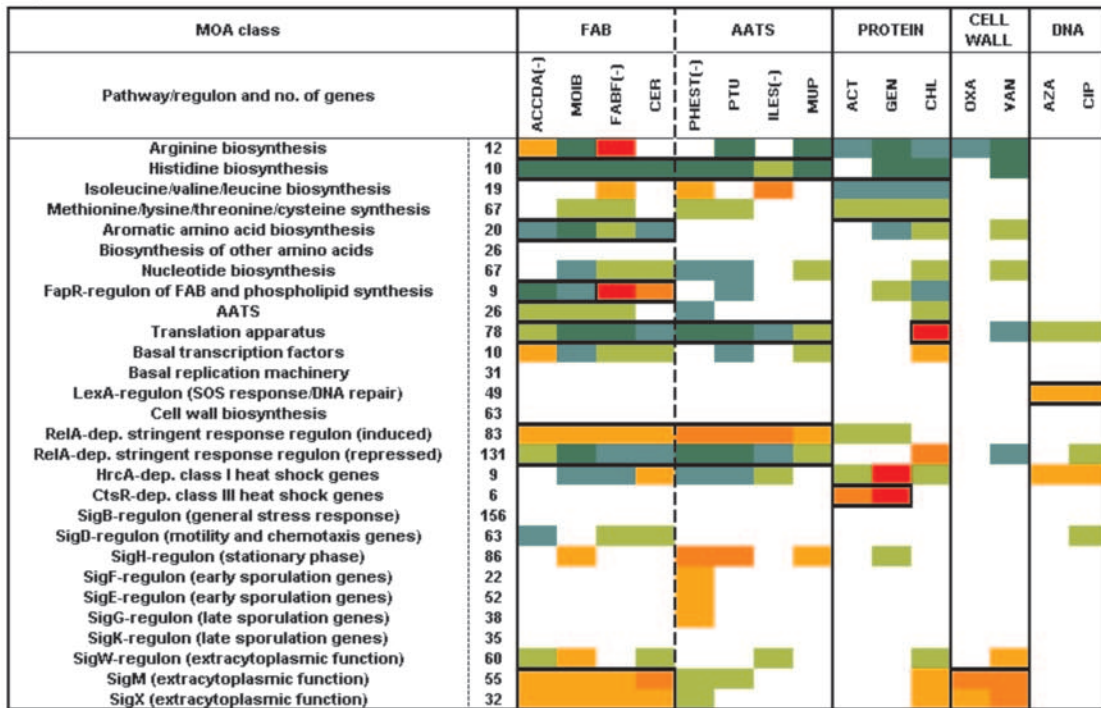 MOA class FAB AATS PROTEIN CELL WALL DNA
Pathway/regulon and no. of genes ACCDA(-) MOIB FABF(-) CER PHEST(-) PTU ILES(-) MUP ACT GEN CHL OXA VAN AZA CIP
Arginine biosynthesis 12
Histidine biosynthesis 10
Isoleucine/valine/leucine biosynthesis 19
Methionine/lysine/threonine/cysteine synthesis 67
Aromatic amino acid biosynthesis 20
Biosynthesis of other amino acids 26
Nucleotide biosynthesis 67
FapR-regulon of FAB and phospholipid synthesis 9
AATS 26
Translation apparatus 78
Basal transcription factors 10
Basal replication machinery 31
LexA-regulon (SOS response/DNA repair) 49
Cell wall biosynthesis 63
RelA-dep. stringent response regulon (induced) 83
RelA-dep. stringent response regulon (repressed) 131
HrcA-dep. class I heat shock genes 9
CtsR-dep. class III heat shock genes 6
SigB-regulon (general stress response) 156
SigD-regulon (motility and chemotaxis genes) 63
SigH-regulon (stationary phase) 86
SigF-regulon (early sporulation genes) 22
SigE-regulon (early sporulation genes) 52
SigG-regulon (late sporulation genes) 38
SigK-regulon (late sporulation genes) 35
SigW-regulon (extracytoplasmic function) 60
SigM (extracytoplasmic function) 55
SigX (extracytoplasmic function) 32